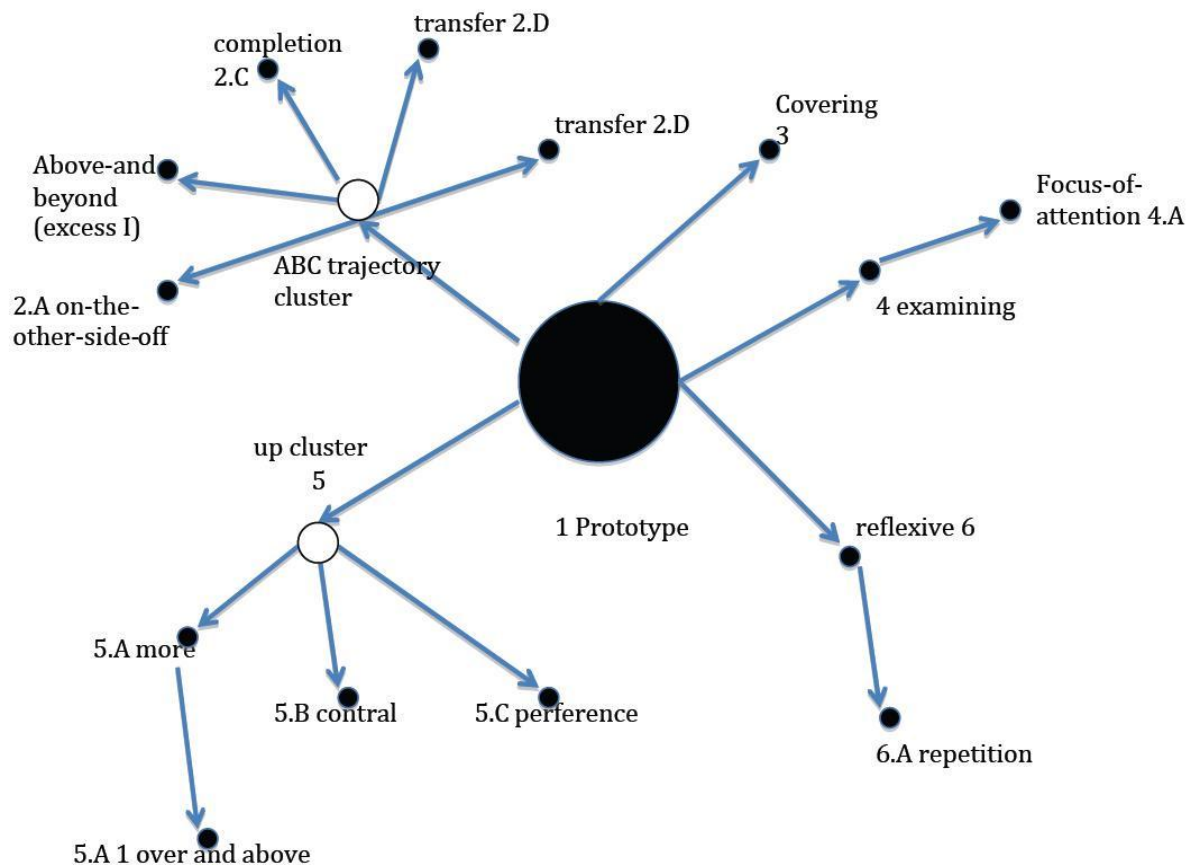 transfer 2.D
completion
2.C
Covering
3
transfer 2.D
Above-and
beyond
(excess I)
Focus-of-
attention 4.A
ABC trajectory
cluster
2.A on-the-
other-side-off
4 examining
up cluster
5
1 Prototype
reflexive 6
5.A more
5.B contral
5.C perference
6.A repetition
5.A 1 over and above